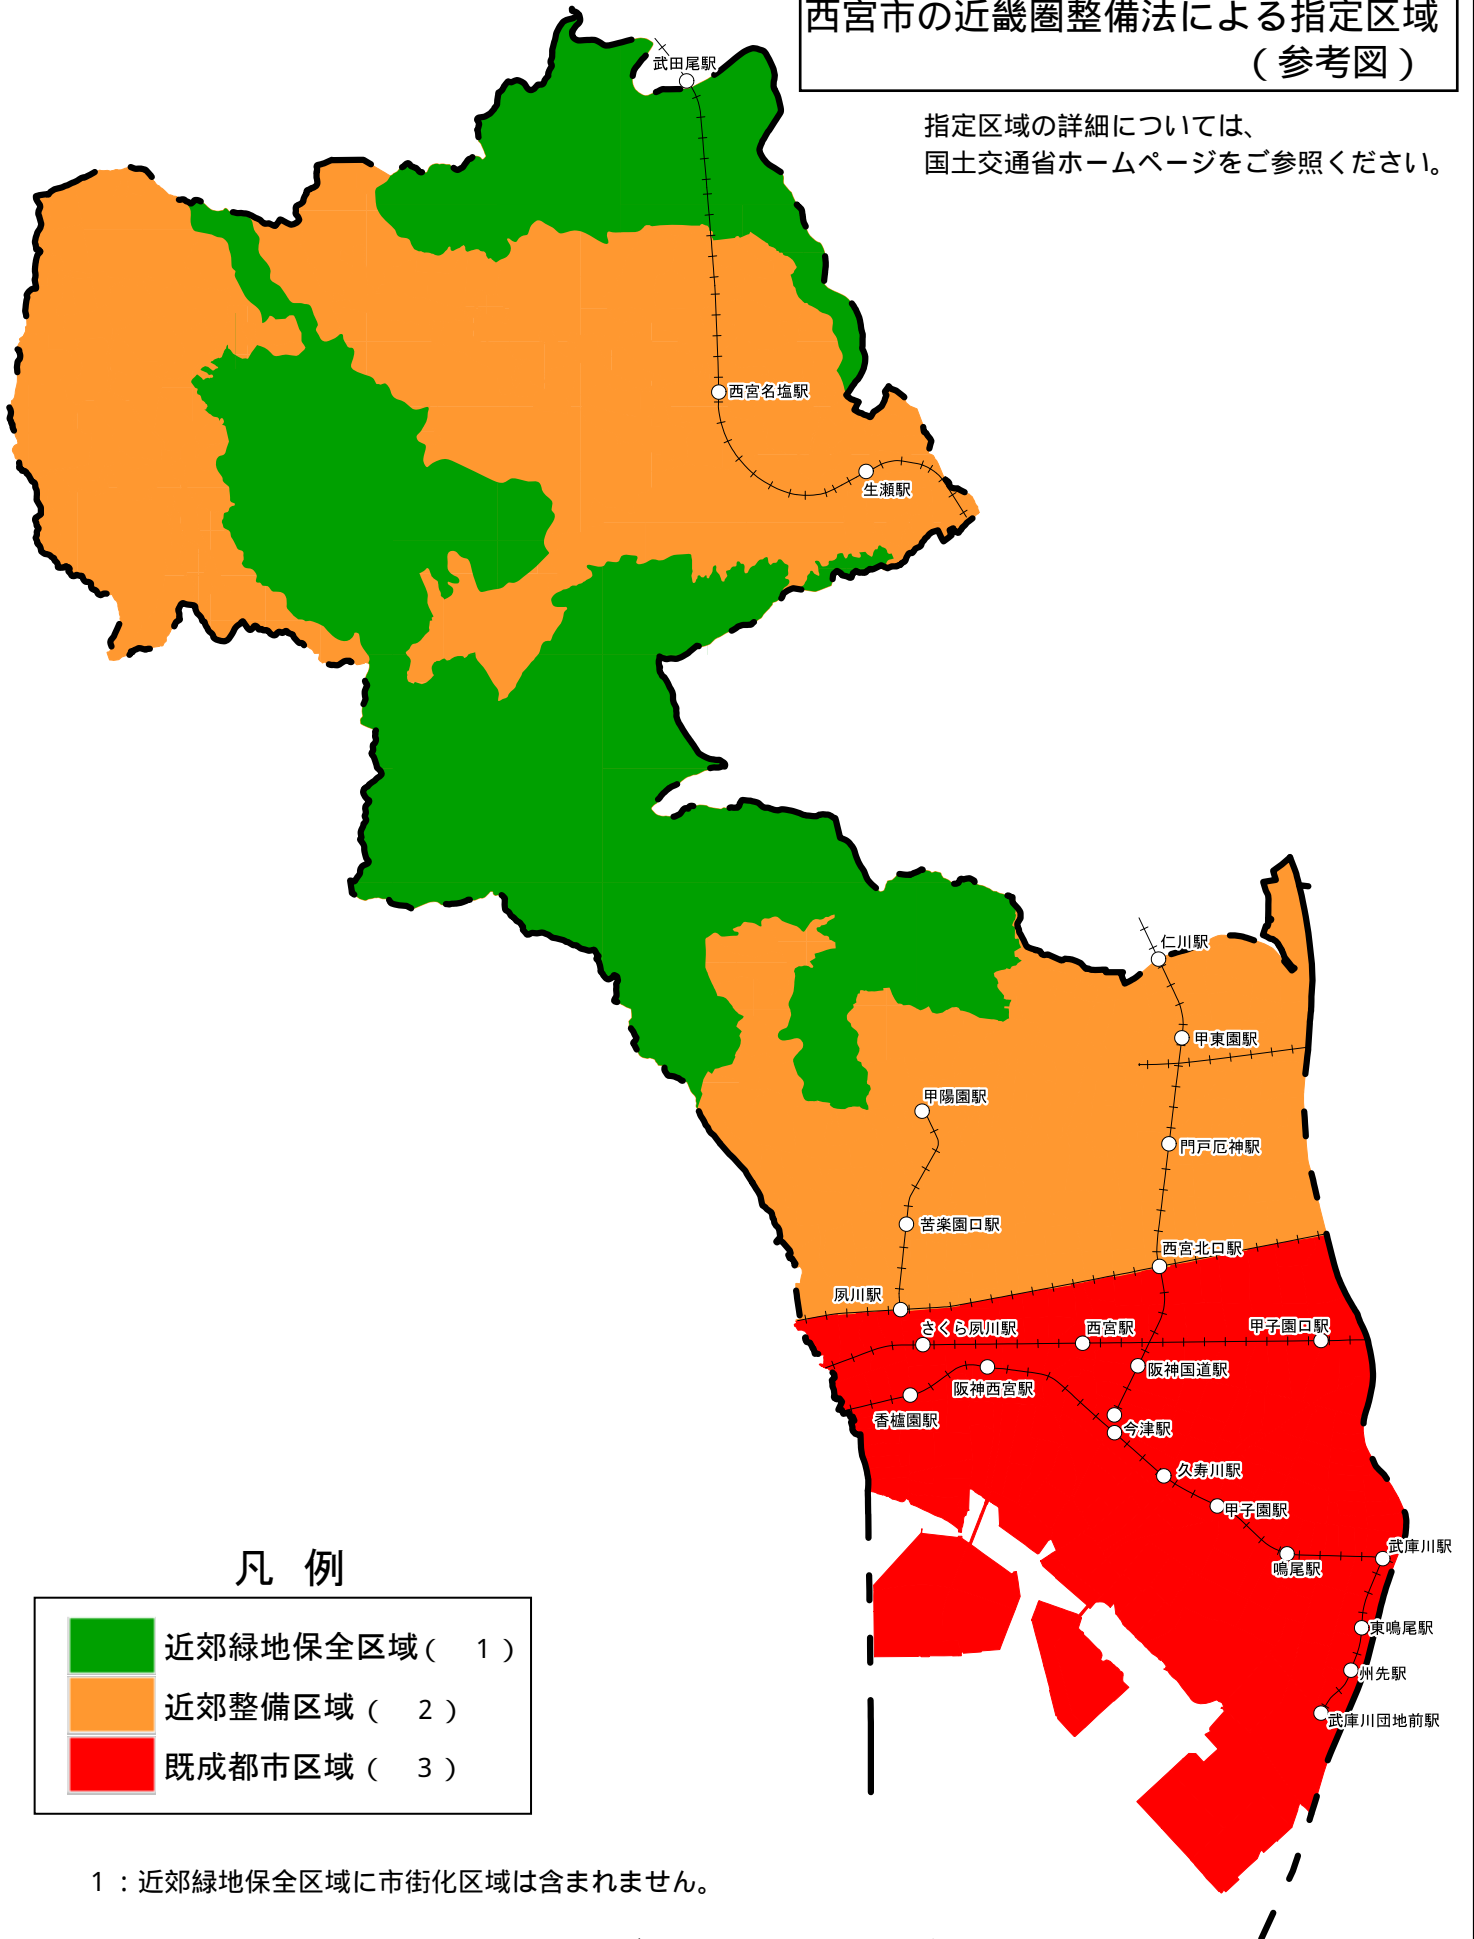 西宮市の近畿圏整備法による指定区域
(参考図)
指定区域の詳細については、
国土交通省ホームページをご参照ください。
武田尾駅
西宮名塩駅
生瀬駅
仁川駅
甲東園駅
甲陽園駅
門戸厄神駅
苦楽園口駅
西宮北口駅
夙川駅
さくら夙川駅
西宮駅
甲子園口駅
阪神国道駅
阪神西宮駅
香櫨園駅
今津駅
久寿川駅
甲子園駅
武庫川駅
鳴尾駅
東鳴尾駅
州先駅
武庫川団地前駅
凡 例
近郊緑地保全区域( 1)
近郊整備区域( 2)
既成都市区域( 3)
1:近郊緑地保全区域に市街化区域は含まれません。